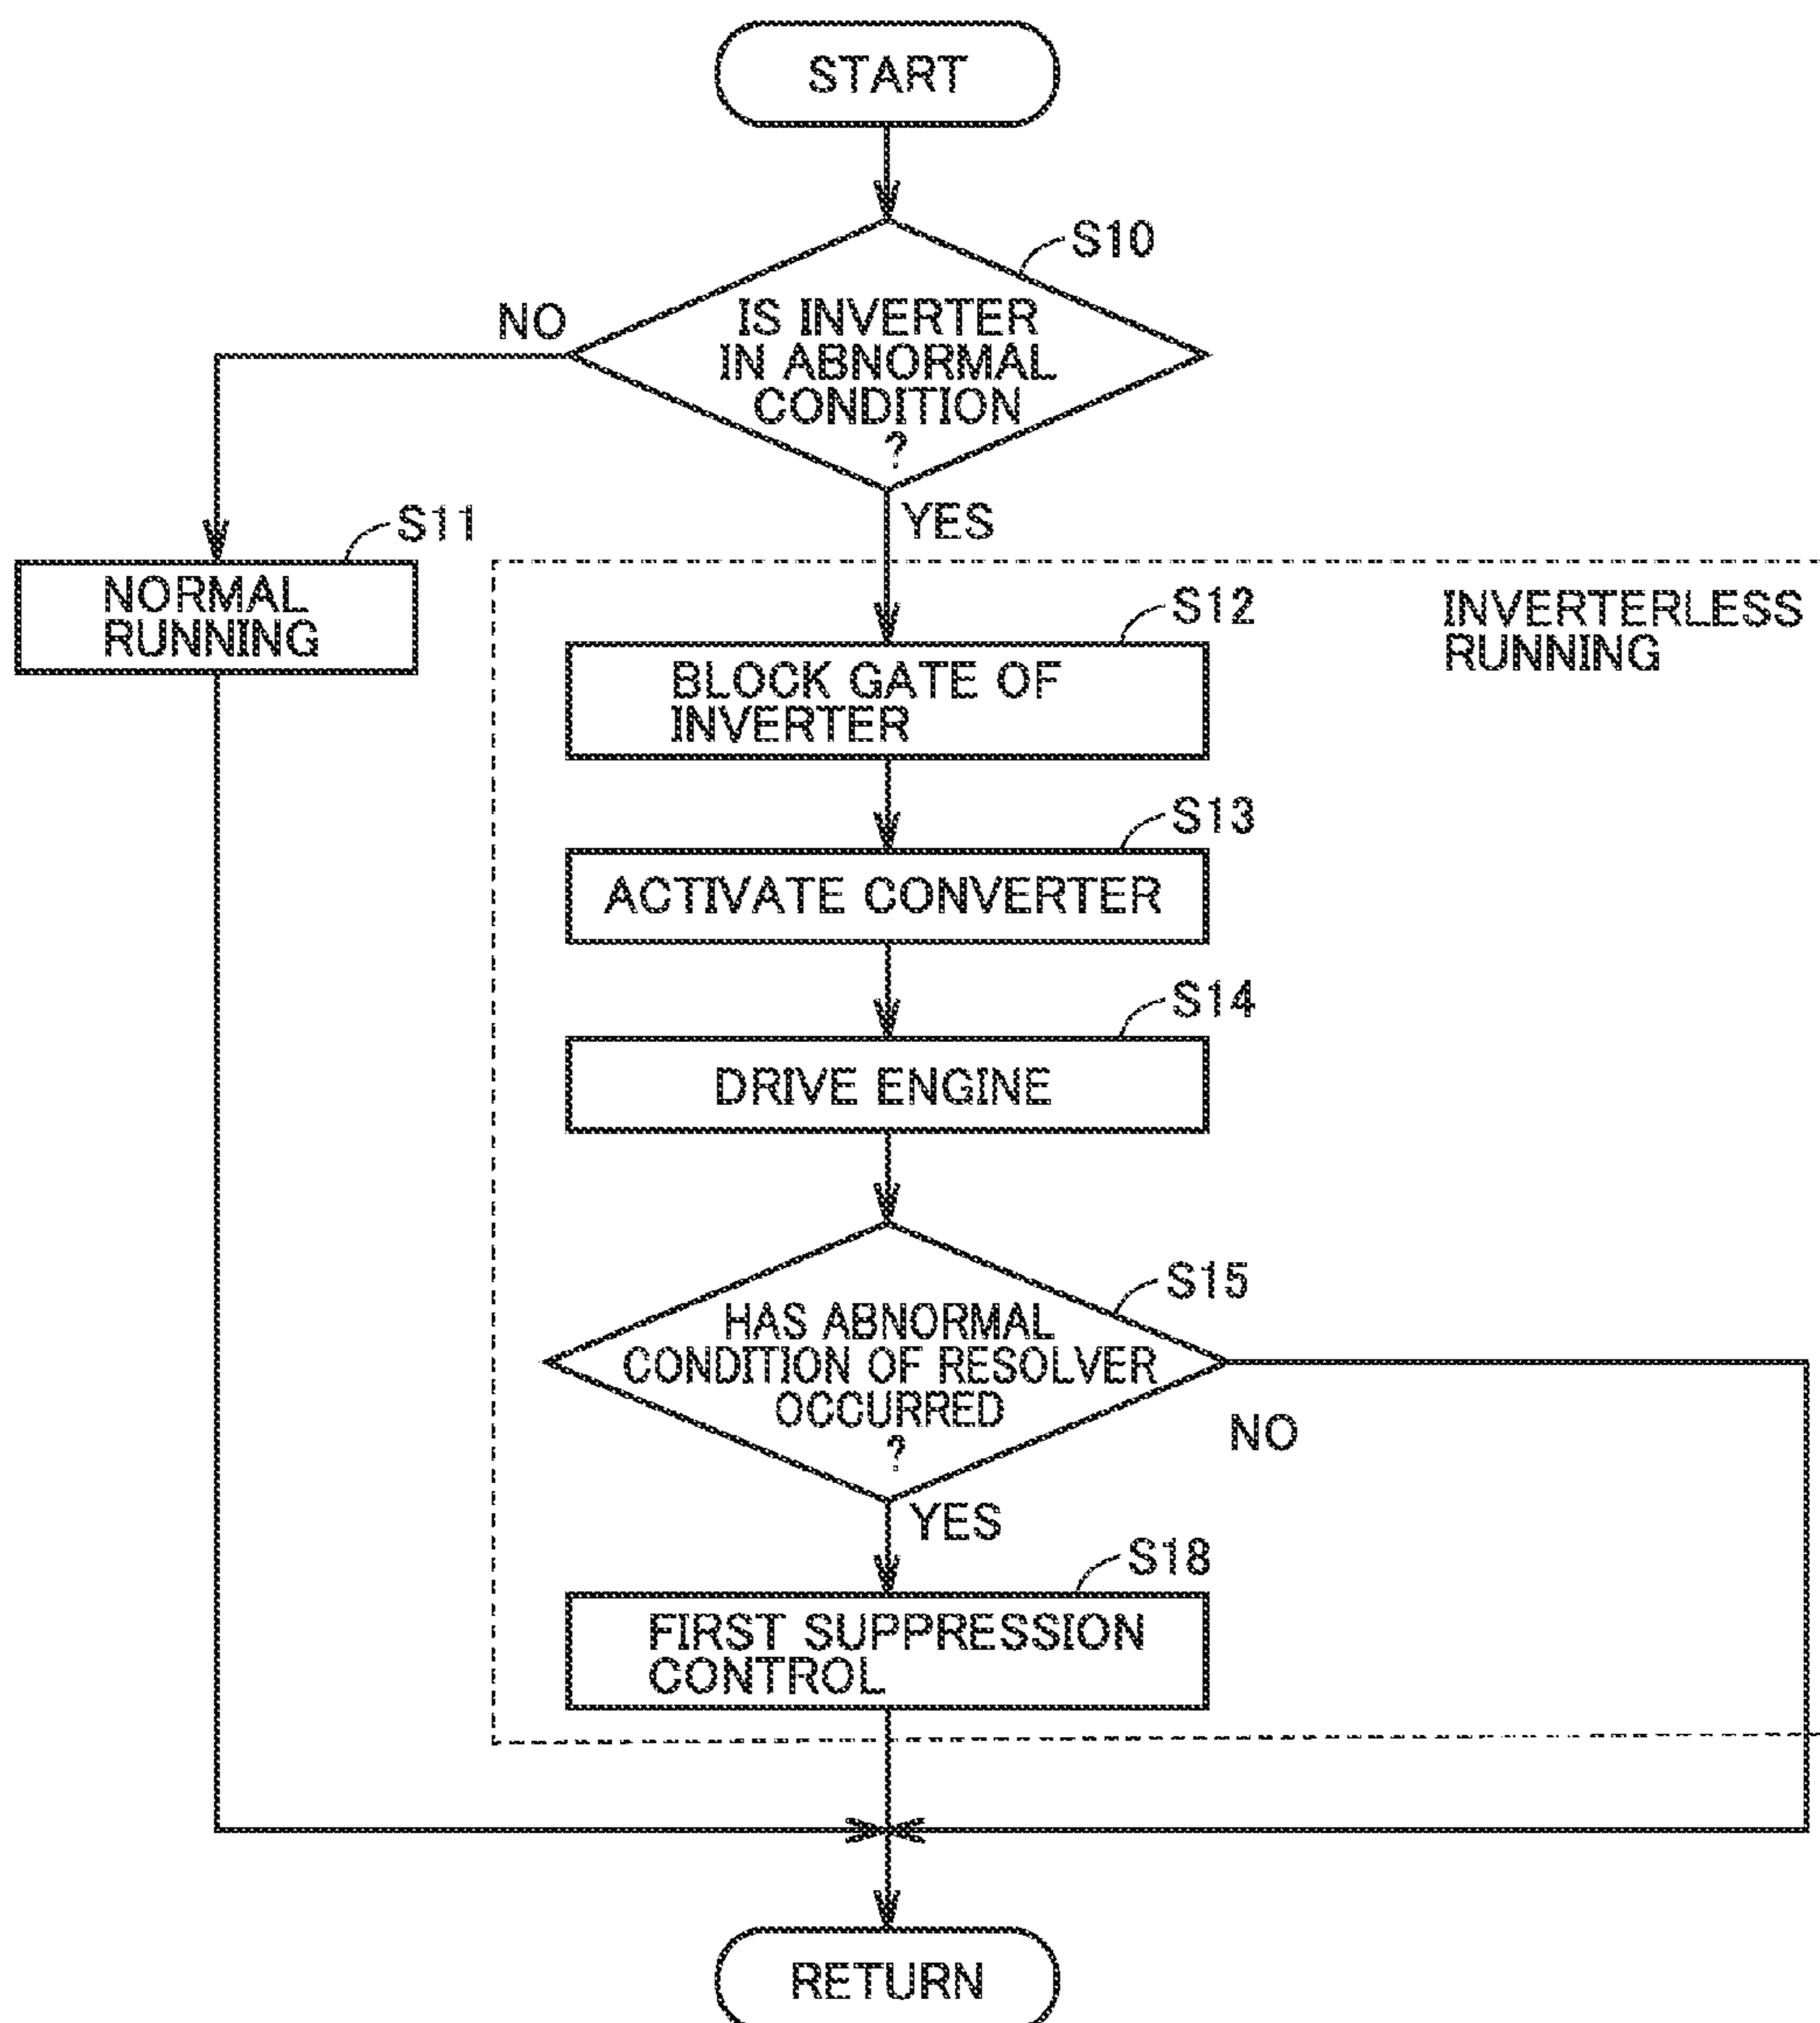 START
S10
NO
IS INVERTER
IN ABNORMAL
CONDITION
?
YES
S11
NORMAL
RUNNING
INVERTERLESS
RUNNING
S12
BLOCK GATE OF
INVERTER
S13
ACTIVATE CONVERTER
S14
DRIVE ENGINE
S15
HAS ABNORMAL
CONDITION OF RESOLVER
OCCURRED
?
NO
YES
S18
FIRST SUPPRESSION
CONTROL
RETURN